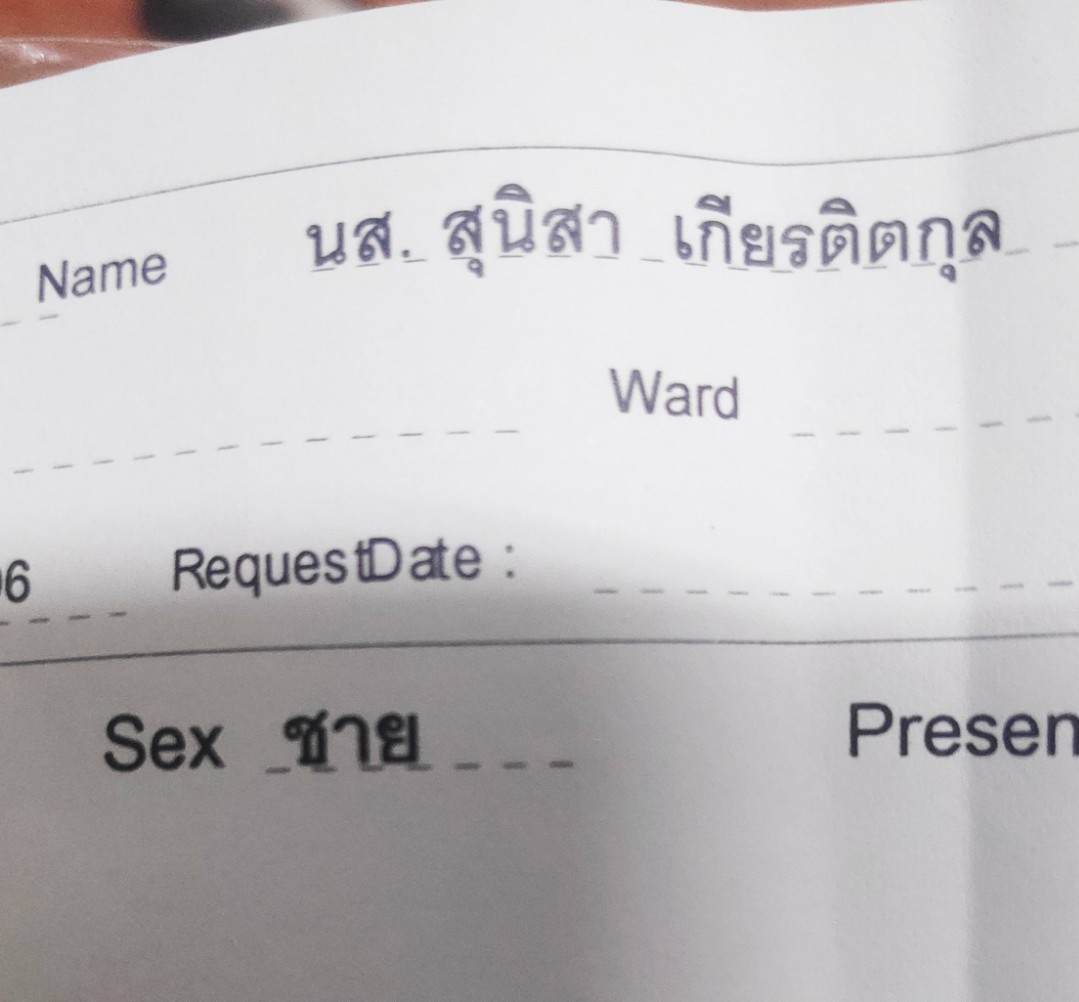 Name นส. สุนิสา เกียรติตกุล
Ward
6 RequestDate :
Sex ชาย Presen